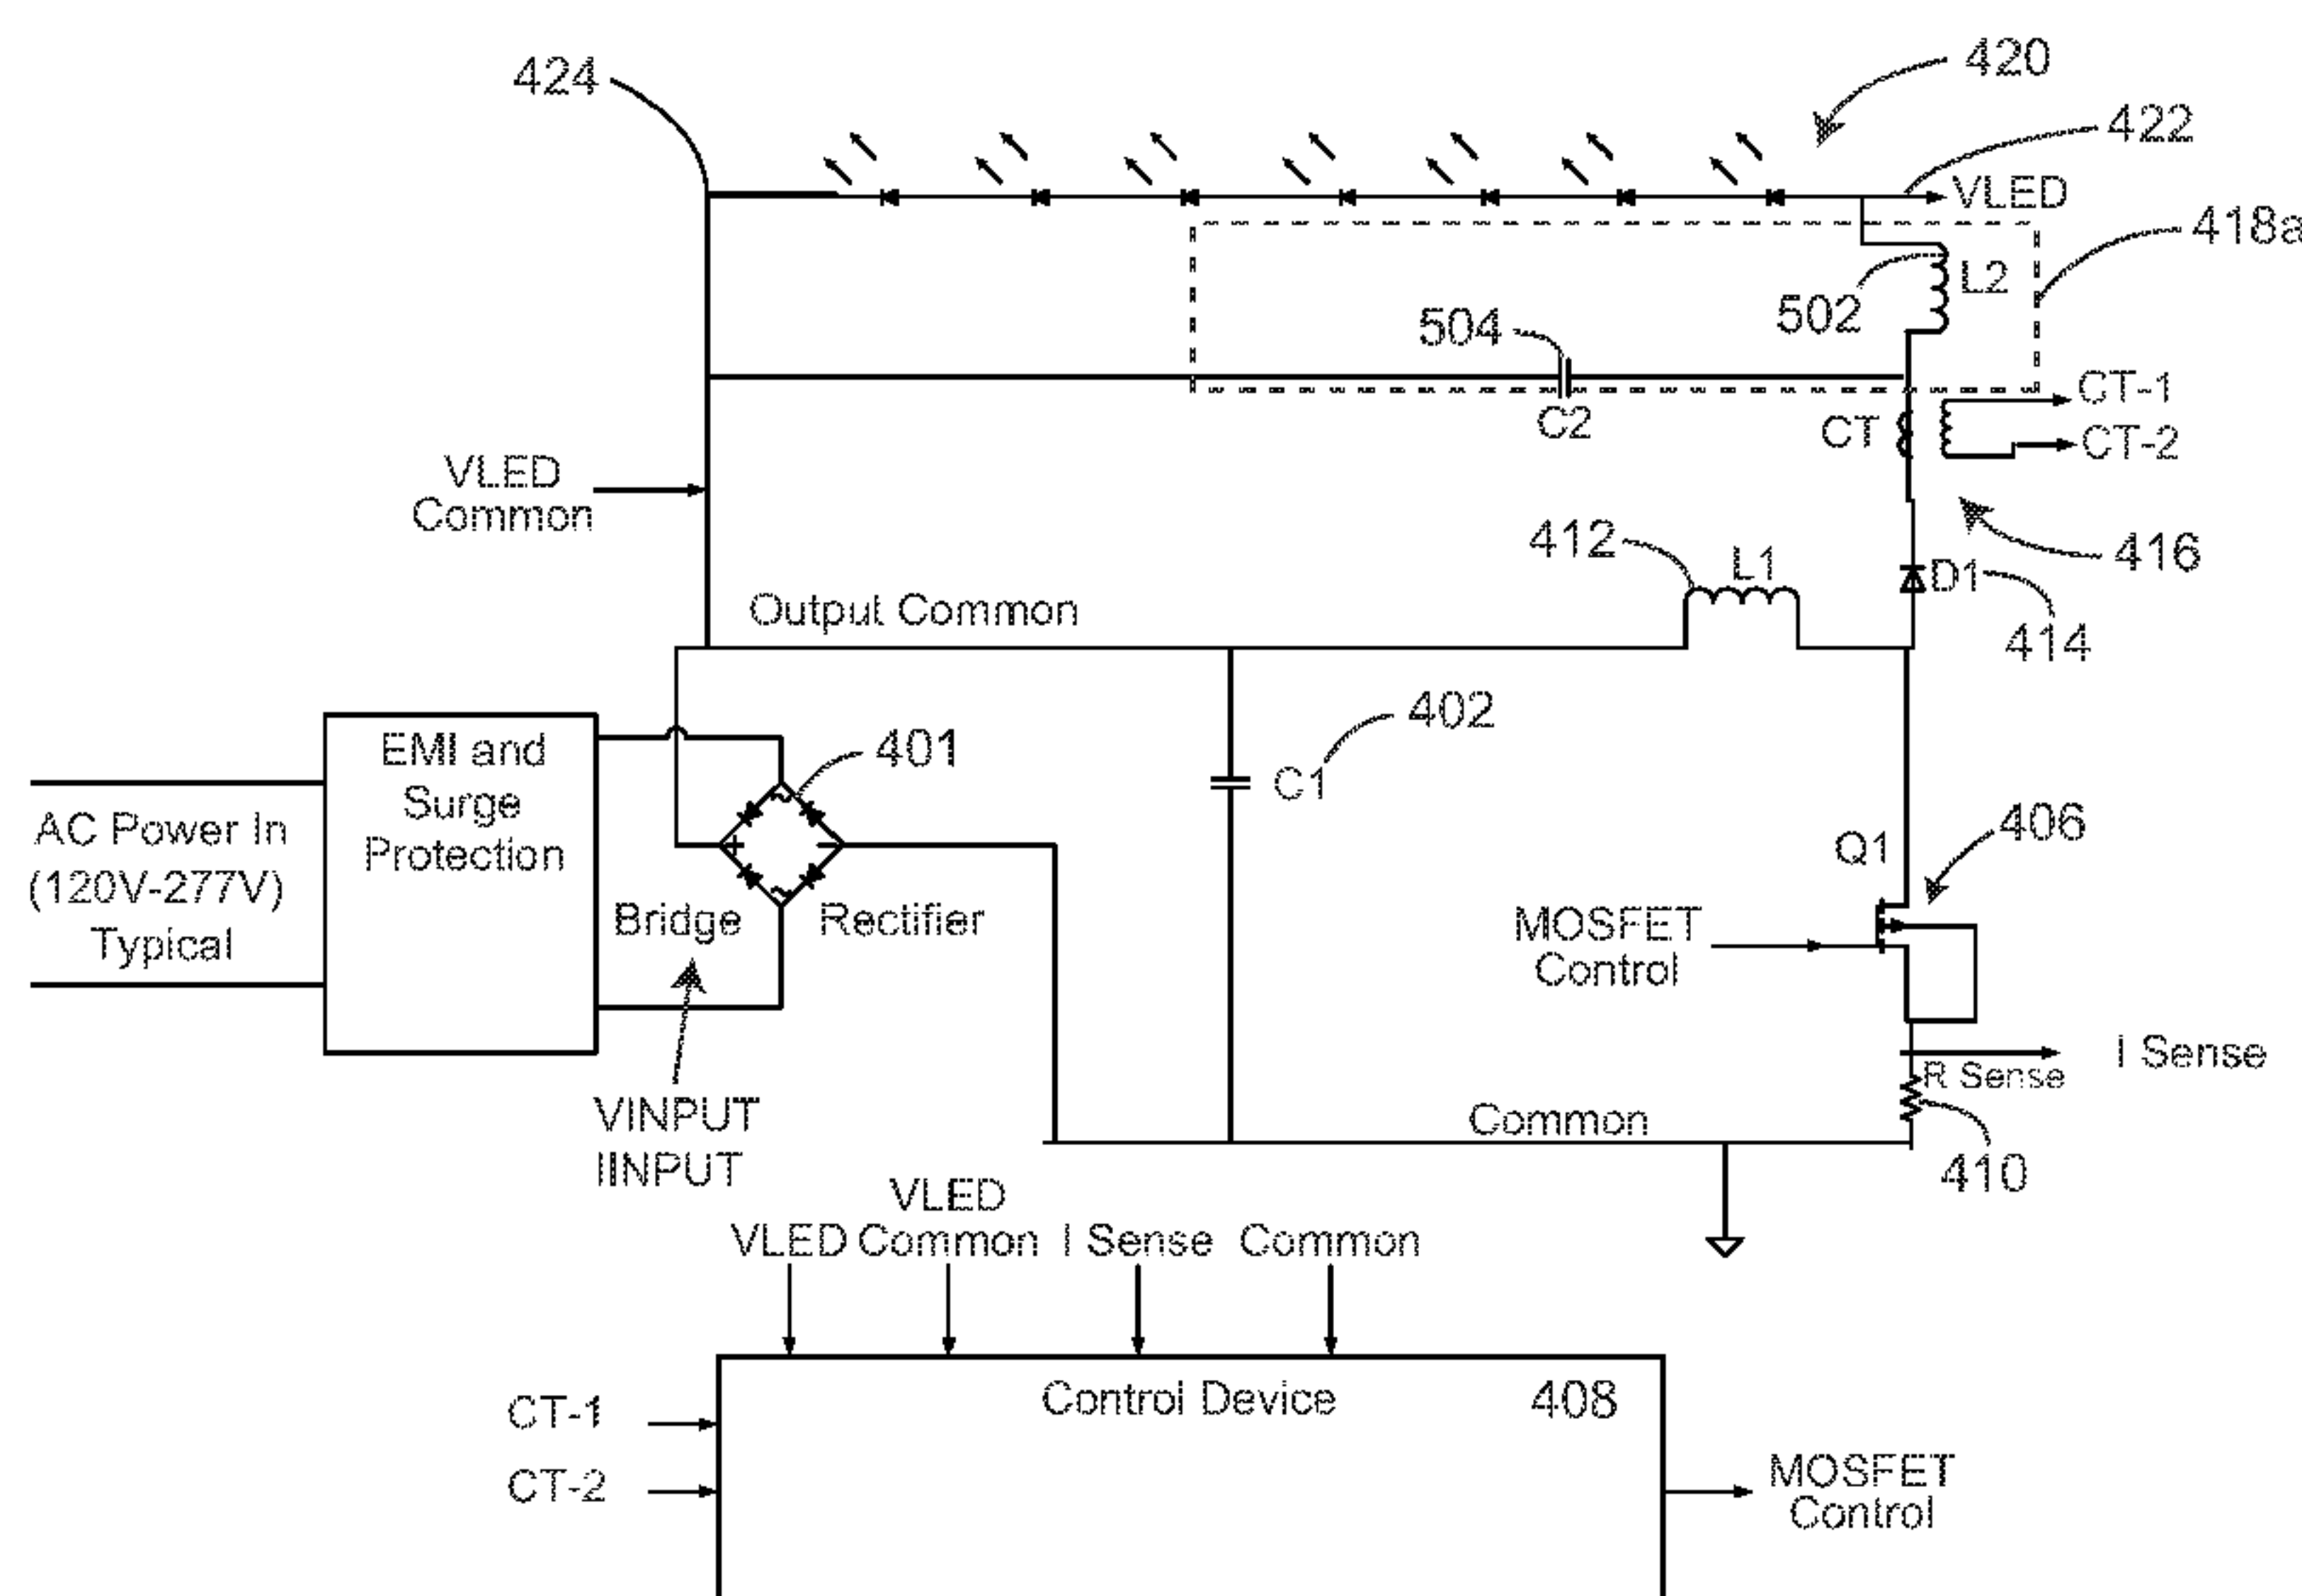 424
420
422
VLED
418a
502
L2
504
C2
CT
CT-1
CT-2
VLED
Common
412
L1
416
D1
414
Output Common
EMI and
Surge
Protection
401
402
C1
AC Power In
(120V-277V)
Typical
Bridge Rectifier
Q1
406
MOSFET
Control
I Sense
R Sense
VINPUT
IINPUT
Common
410
VLED
VLED
Common
I Sense
Common
Control Device
408
CT-1
CT-2
MOSFET
Control